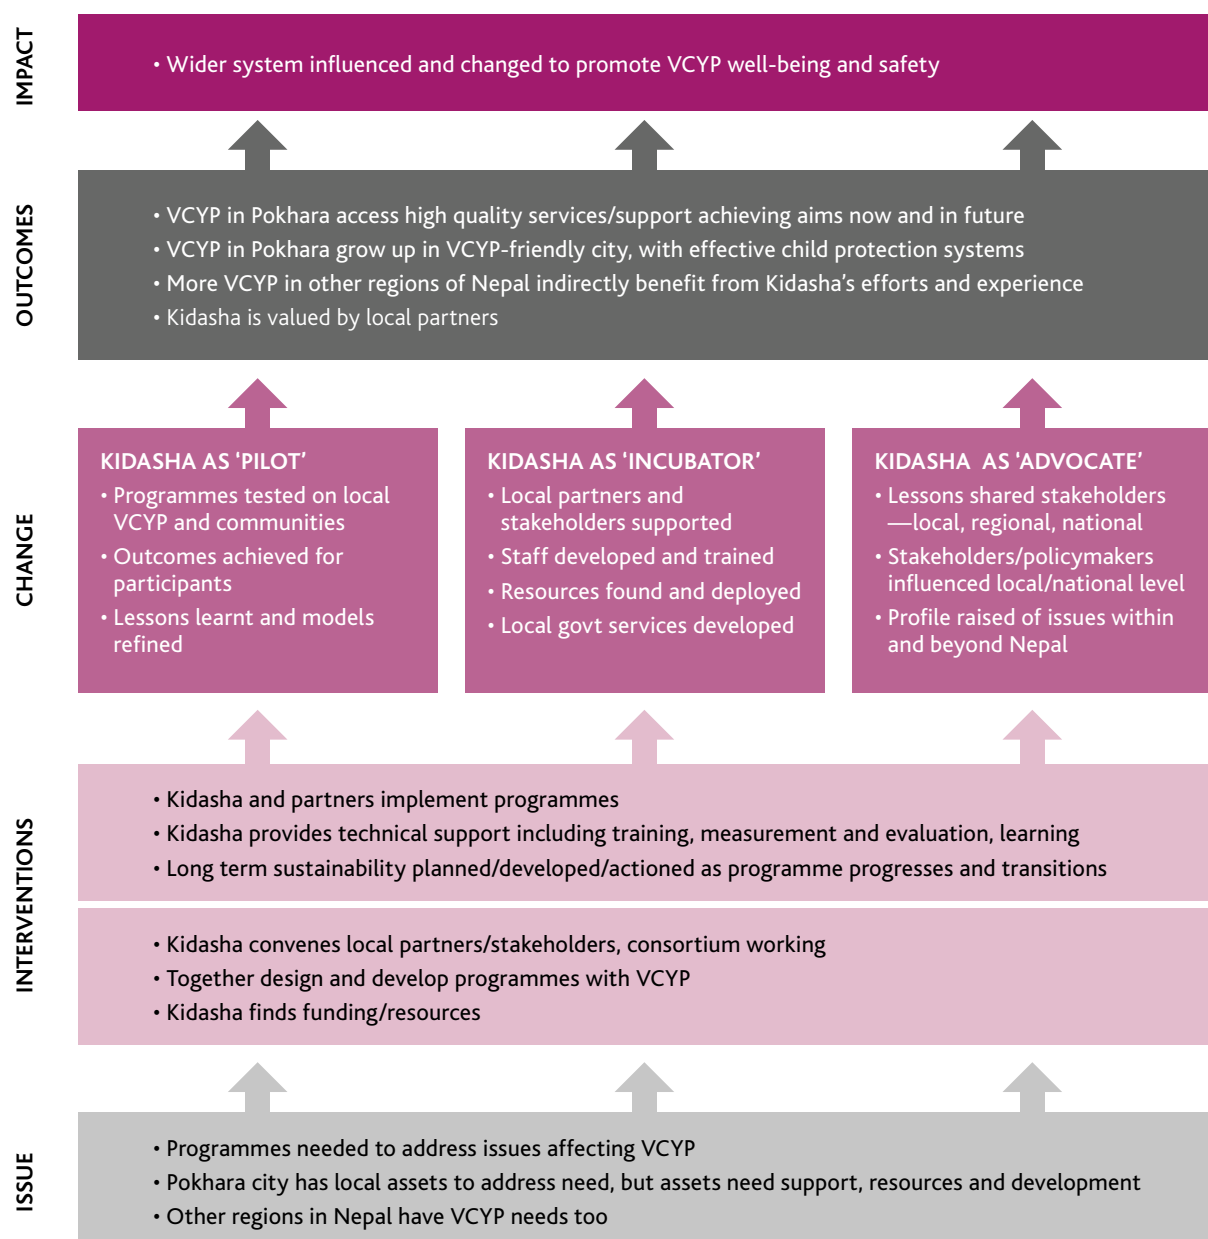 IMPACT
• Wider system influenced and changed to promote VCYP well-being and safety
OUTCOMES
• VCYP in Pokhara access high quality services/support achieving aims now and in future
• VCYP in Pokhara grow up in VCYP-friendly city, with effective child protection systems
• More VCYP in other regions of Nepal indirectly benefit from Kidasha’s efforts and experience
• Kidasha is valued by local partners
CHANGE
KIDASHA AS ‘PILOT’
• Programmes tested on local
VCYP and communities
• Outcomes achieved for
participants
• Lessons learnt and models
refined
KIDASHA AS ‘INCUBATOR’
• Local partners and
stakeholders supported
• Staff developed and trained
• Resources found and deployed
• Local govt services developed
KIDASHA AS ‘ADVOCATE’
• Lessons shared stakeholders
—local, regional, national
• Stakeholders/policymakers
influenced local/national level
• Profile raised of issues within
and beyond Nepal
INTERVENTIONS
• Kidasha and partners implement programmes
• Kidasha provides technical support including training, measurement and evaluation, learning
• Long term sustainability planned/developed/actioned as programme progresses and transitions
• Kidasha convenes local partners/stakeholders, consortium working
• Together design and develop programmes with VCYP
• Kidasha finds funding/resources
ISSUE
• Programmes needed to address issues affecting VCYP
• Pokhara city has local assets to address need, but assets need support, resources and development
• Other regions in Nepal have VCYP needs too